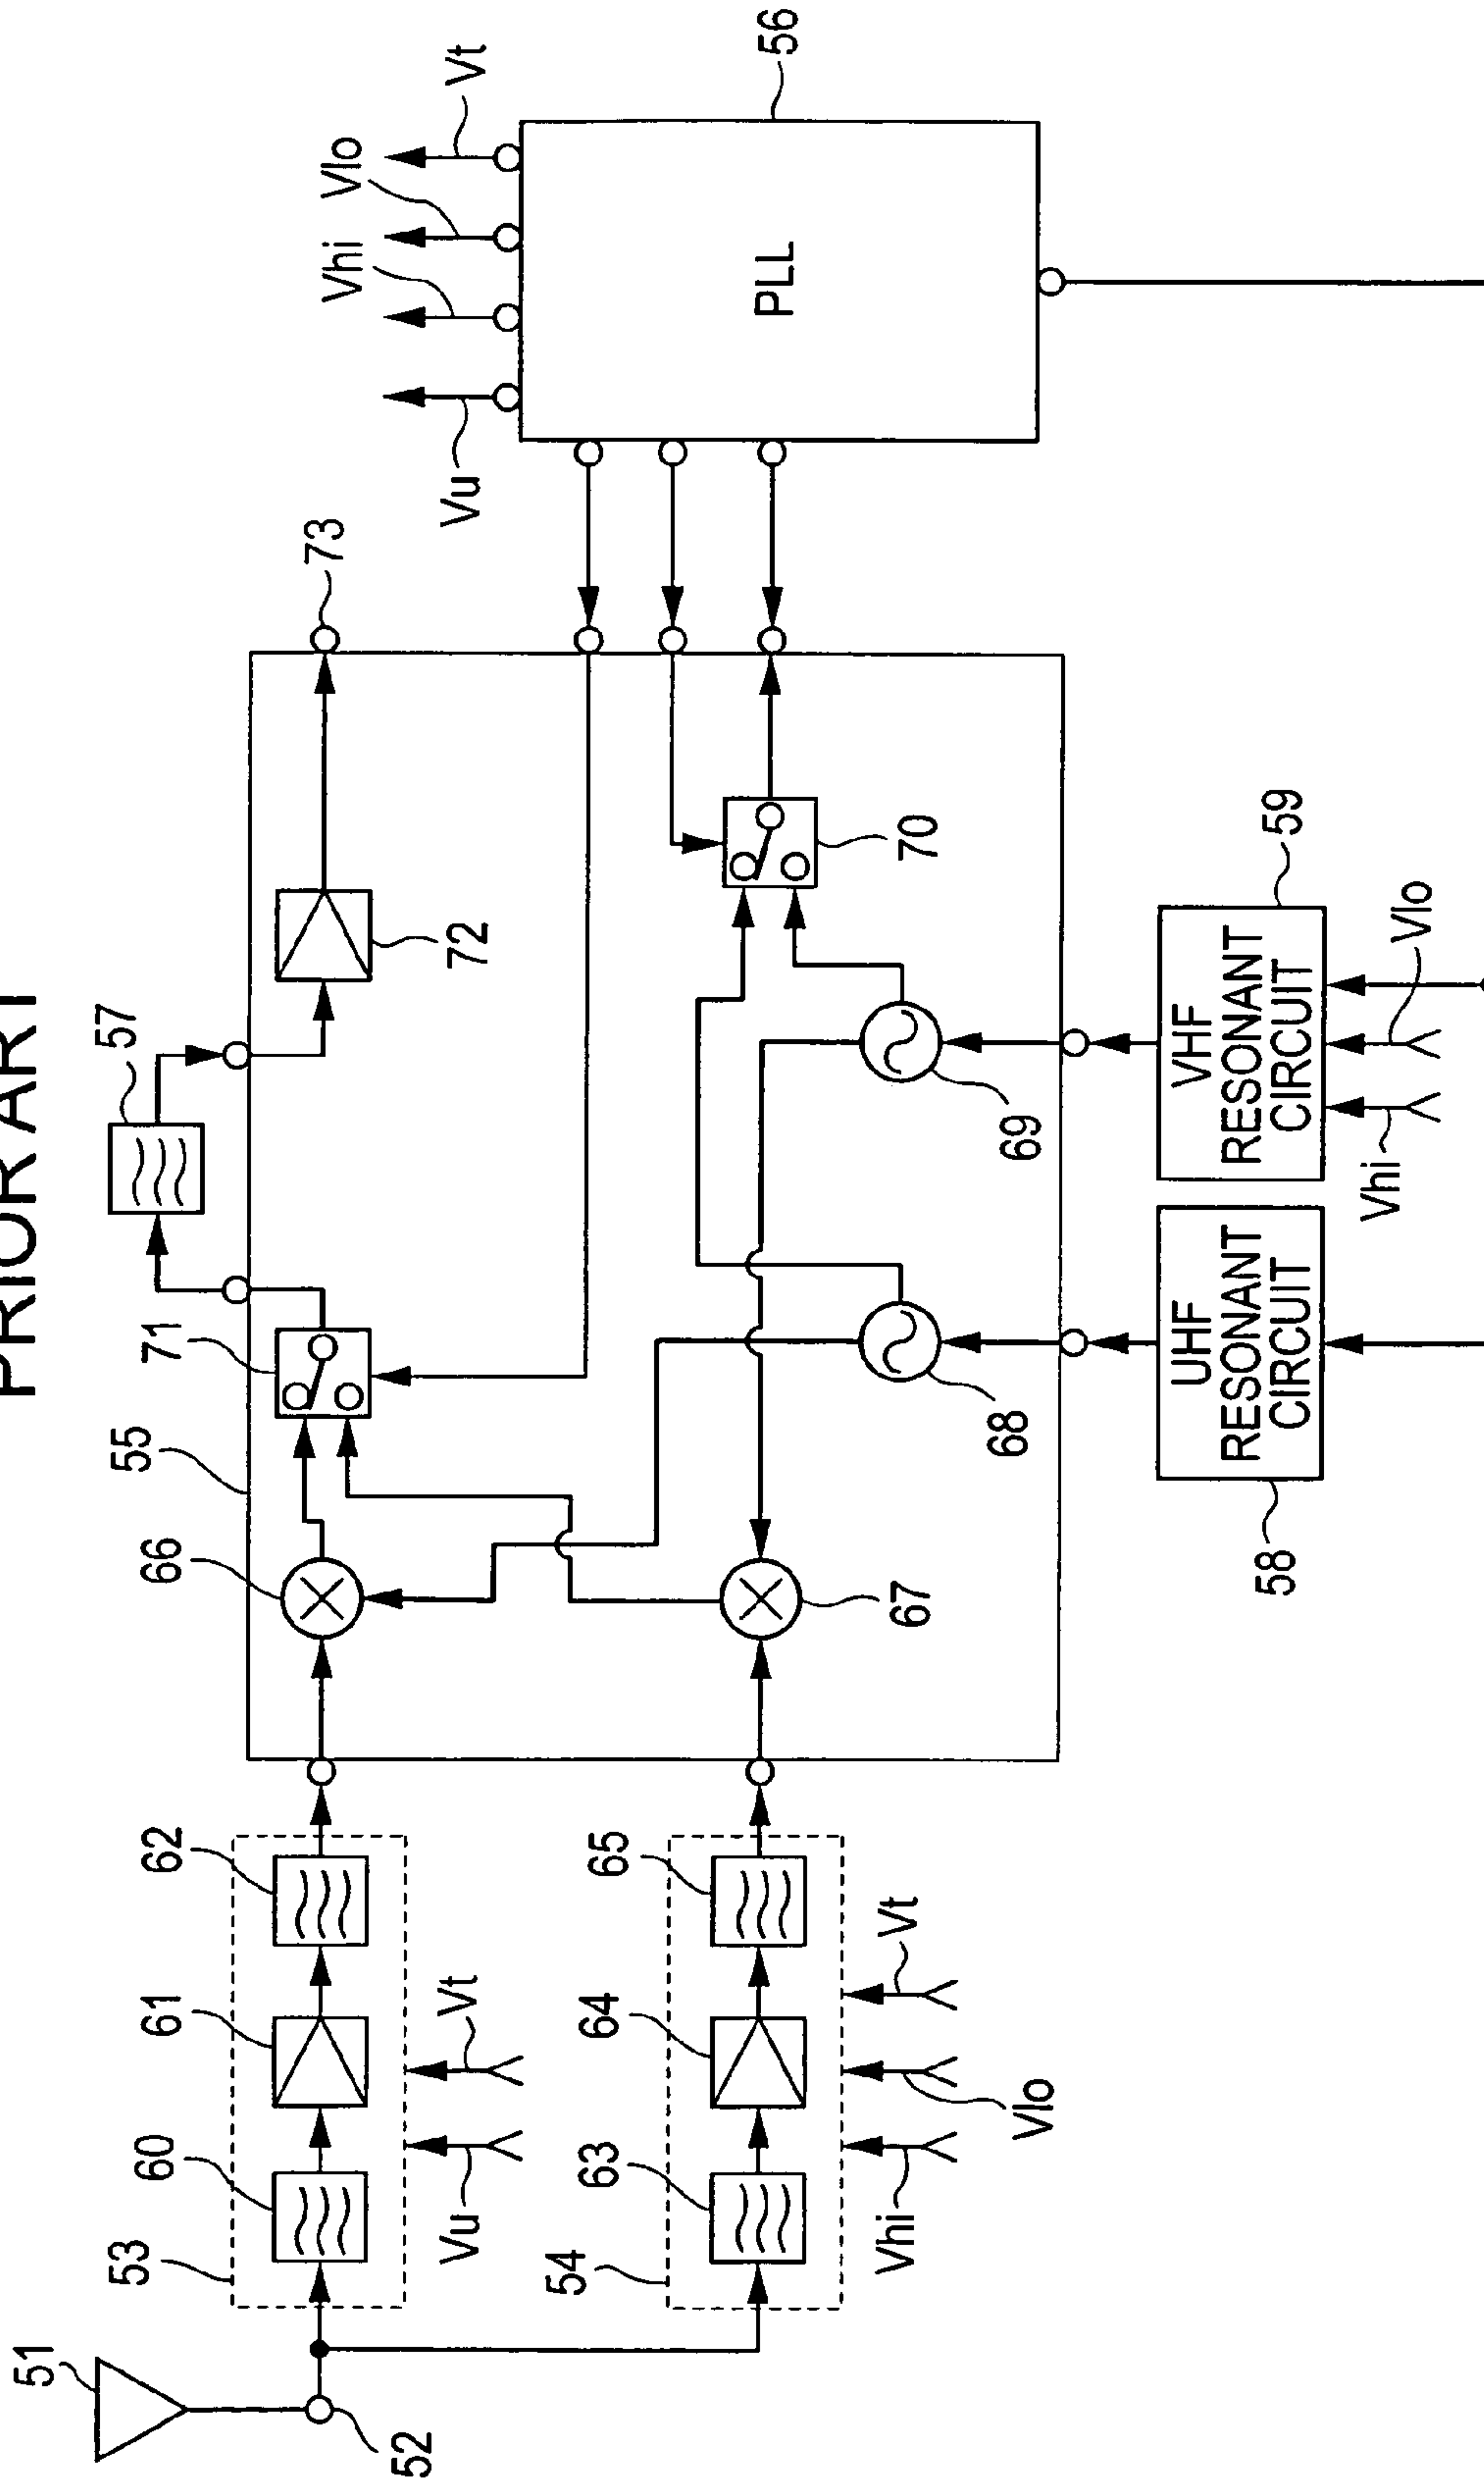 PRIOR ART
51
52
53
60
61
62
Vu
Vt
54
63
64
65
Vhi
Vlo
Vt
55
66
67
71
57
72
73
68
69
70
58
UHF
RESONANT
CIRCUIT
59
VHF
RESONANT
CIRCUIT
Vhi
Vlo
Vu
Vhi
Vlo
Vt
PLL
56